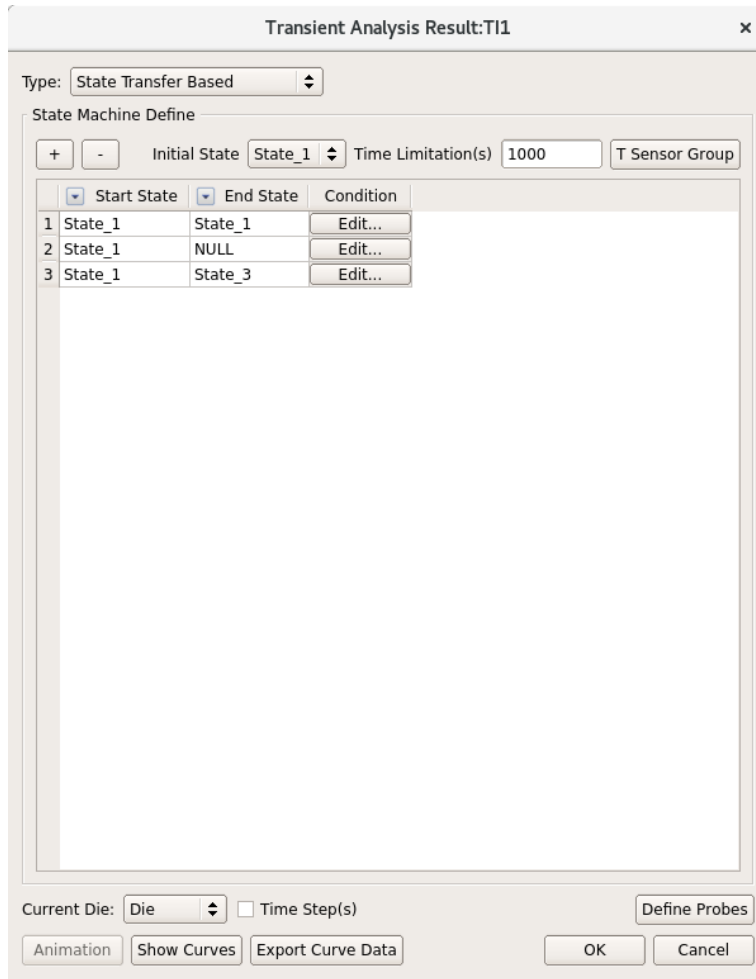 Transient Analysis Result:TI1 ×
Type: State Transfer Based
State Machine Define
+ - Initial State State_1 Time Limitation(s) 1000 T Sensor Group
Start State End State Condition
1 State_1 State_1 Edit...
2 State_1 NULL Edit...
3 State_1 State_3 Edit...
Current Die: Die Time Step(s) Define Probes
Animation Show Curves Export Curve Data OK Cancel